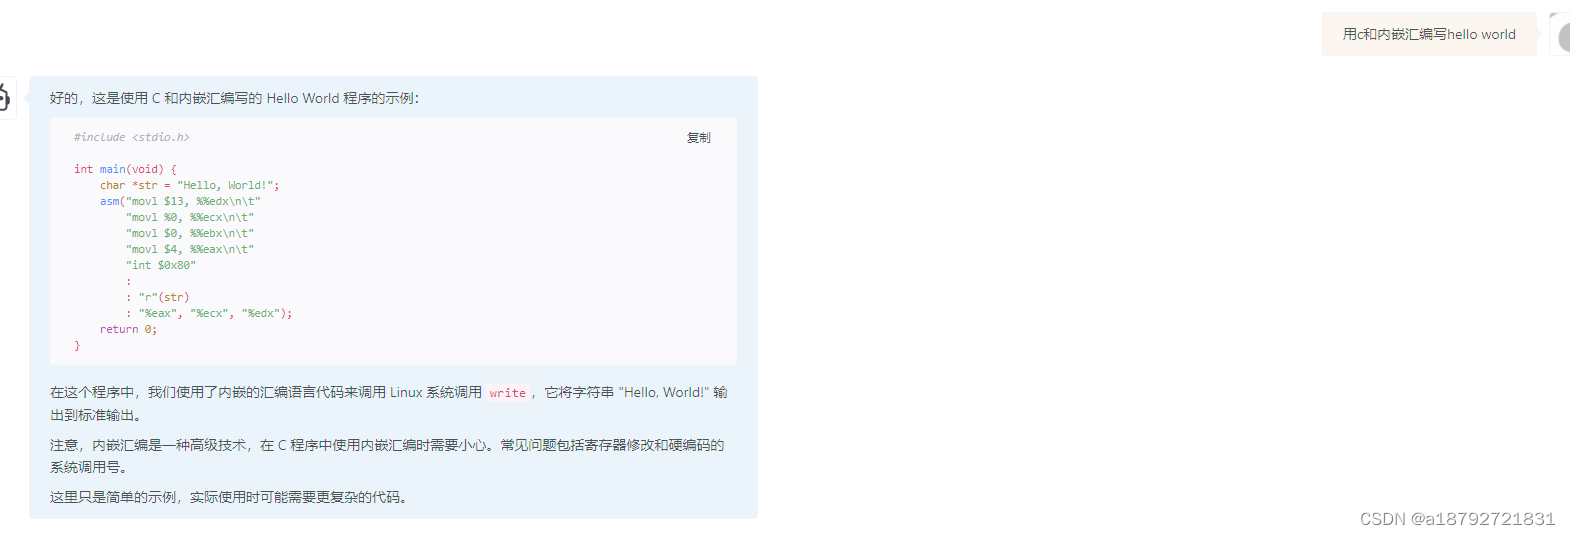 用c和内嵌汇编写hello world
好的，这是使用 C 和内嵌汇编写的 Hello World 程序的示例：
#include <stdio.h>
复制
int main(void) {
    char *str = "Hello, World!";
    asm("movl $13, %%edx\n\t"
        "movl %0, %%ecx\n\t"
        "movl $0, %%ebx\n\t"
        "movl $4, %%eax\n\t"
        "int $0x80"
        :
        : "r"(str)
        : "%eax", "%ecx", "%edx");
    return 0;
}
在这个程序中，我们使用了内嵌的汇编语言代码来调用 Linux 系统调用 write，它将字符串 "Hello, World!" 输
出到标准输出。
注意，内嵌汇编是一种高级技术，在 C 程序中使用内嵌汇编时需要小心。常见问题包括寄存器修改和硬编码的
系统调用号。
这里只是简单的示例，实际使用时可能需要更复杂的代码。
CSDN @a18792721831